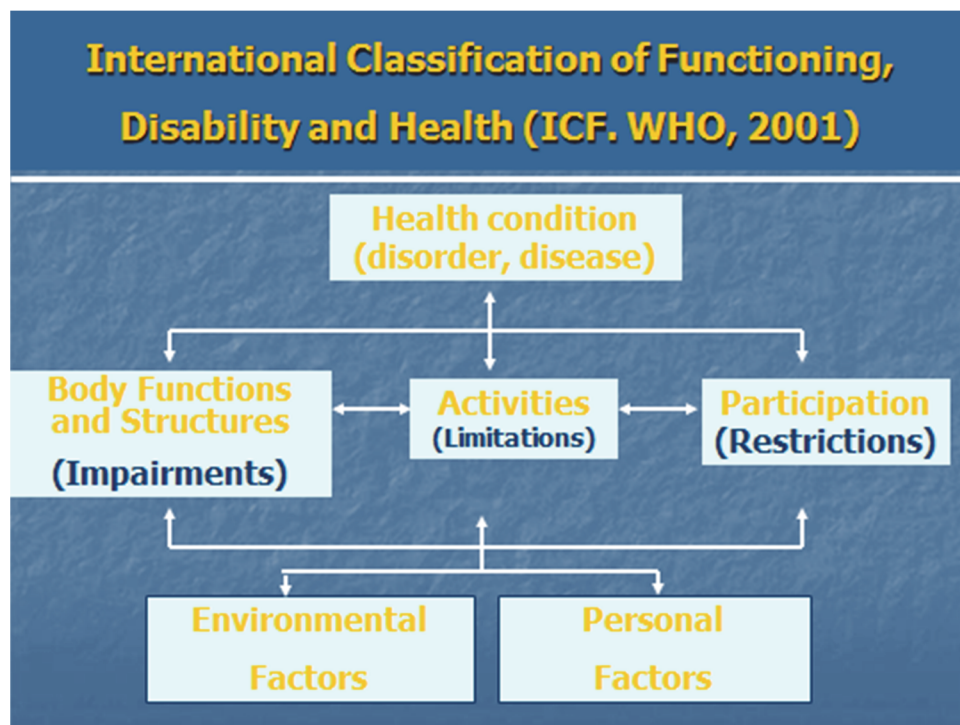 International Classification of Functioning,
Disability and Health (ICF. WHO, 2001)
Health condition
(disorder, disease)
Body Functions
and Structures
(Impairments)
Activities
(Limitations)
Participation
(Restrictions)
Environmental
Factors
Personal
Factors